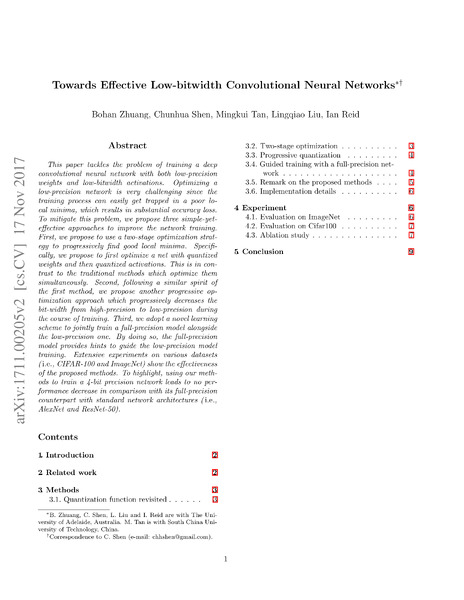 Towards Effective Low-bitwidth Convolutional Neural Networks*†
Bohan Zhuang, Chunhua Shen, Mingkui Tan, Lingqiao Liu, Ian Reid
arXiv:1711.00205v2 [cs.CV] 17 Nov 2017
Abstract
This paper tackles the problem of training a deep
convolutional neural network with both low-precision
weights and low-bitwidth activations. Optimizing a
low-precision network is very challenging since the
training process can easily get trapped in a poor lo-
cal minima, which results in substantial accuracy loss.
To mitigate this problem, we propose three simple-yet-
effective approaches to improve the network training.
First, we propose to use a two-stage optimization strat-
egy to progressively find good local minima. Specifi-
cally, we propose to first optimize a net with quantized
weights and then quantized activations. This is in con-
trast to the traditional methods which optimize them
simultaneously. Second, following a similar spirit of
the first method, we propose another progressive op-
timization approach which progressively decreases the
bit-width from high-precision to low-precision during
the course of training. Third, we adopt a novel learning
scheme to jointly train a full-precision model alongside
the low-precision one. By doing so, the full-precision
model provides hints to guide the low-precision model
training. Extensive experiments on various datasets
(i.e., CIFAR-100 and ImageNet) show the effectiveness
of the proposed methods. To highlight, using our meth-
ods to train a 4-bit precision network leads to no per-
formance decrease in comparison with its full-precision
counterpart with standard network architectures (i.e.,
AlexNet and ResNet-50).
Contents
1 Introduction 2
2 Related work 2
3 Methods 3
3.1. Quantization function revisited . . . . . . 3
*B. Zhuang, C. Shen, L. Liu and I. Reid are with The Uni-
versity of Adelaide, Australia. M. Tan is with South China Uni-
versity of Technology, China.
†Correspondence to C. Shen (e-mail: chhshen@gmail.com).
3.2. Two-stage optimization . . . . . . . . . . 3
3.3. Progressive quantization . . . . . . . . . 4
3.4. Guided training with a full-precision net-
work . . . . . . . . . . . . . . . . . . . . 4
3.5. Remark on the proposed methods . . . . 5
3.6. Implementation details . . . . . . . . . . 6
4 Experiment 6
4.1. Evaluation on ImageNet . . . . . . . . . 6
4.2. Evaluation on Cifar100 . . . . . . . . . . 7
4.3. Ablation study . . . . . . . . . . . . . . . 7
5 Conclusion 9
1